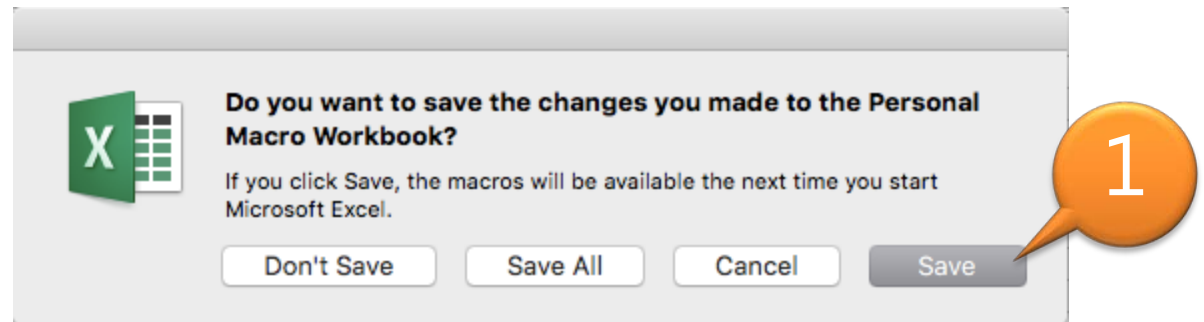 Do you want to save the changes you made to the Personal
Macro Workbook?
If you click Save, the macros will be available the next time you start
Microsoft Excel.
Don't Save
Save All
Cancel
Save
1
X